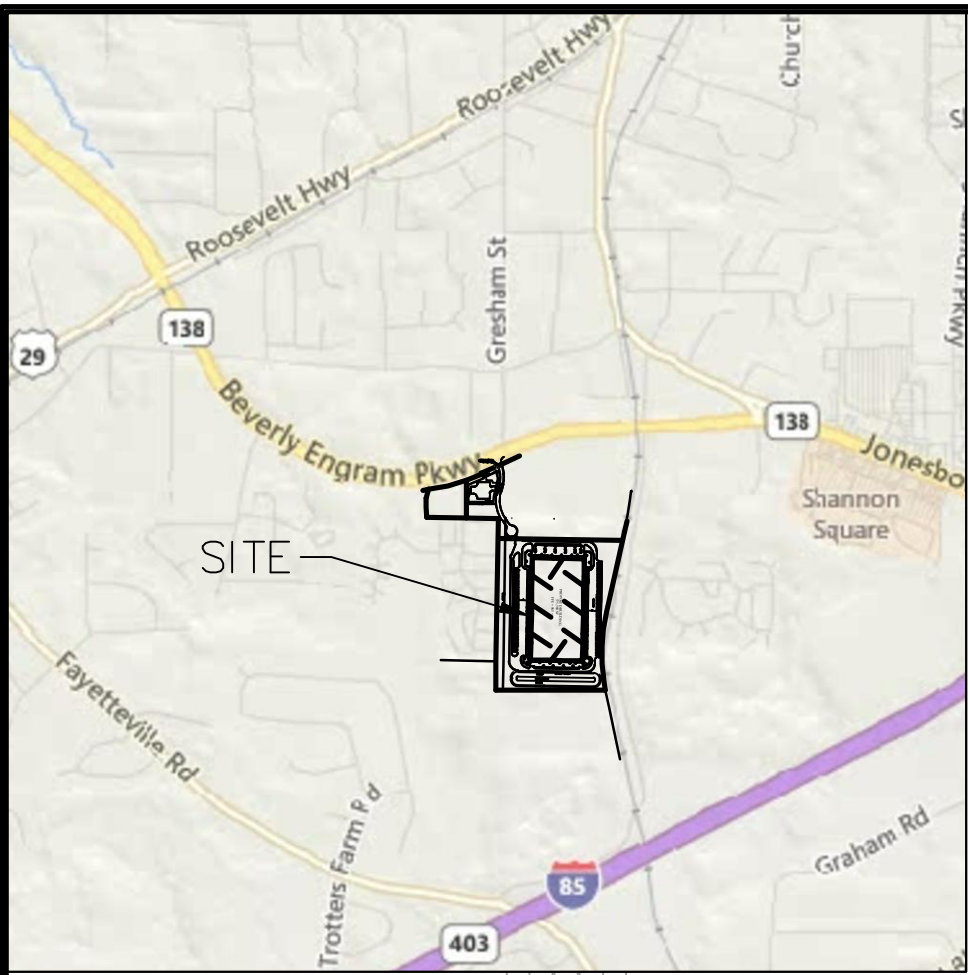 Church
Roosevelt Hwy
Roosevelt Hwy
Gresham St
138
29
Beverly Engram Pkwy
138
Jonesbo
Shannon
Square
SITE
Fayetteville Rd
Trotters Farm Rd
Graham Rd
85
403